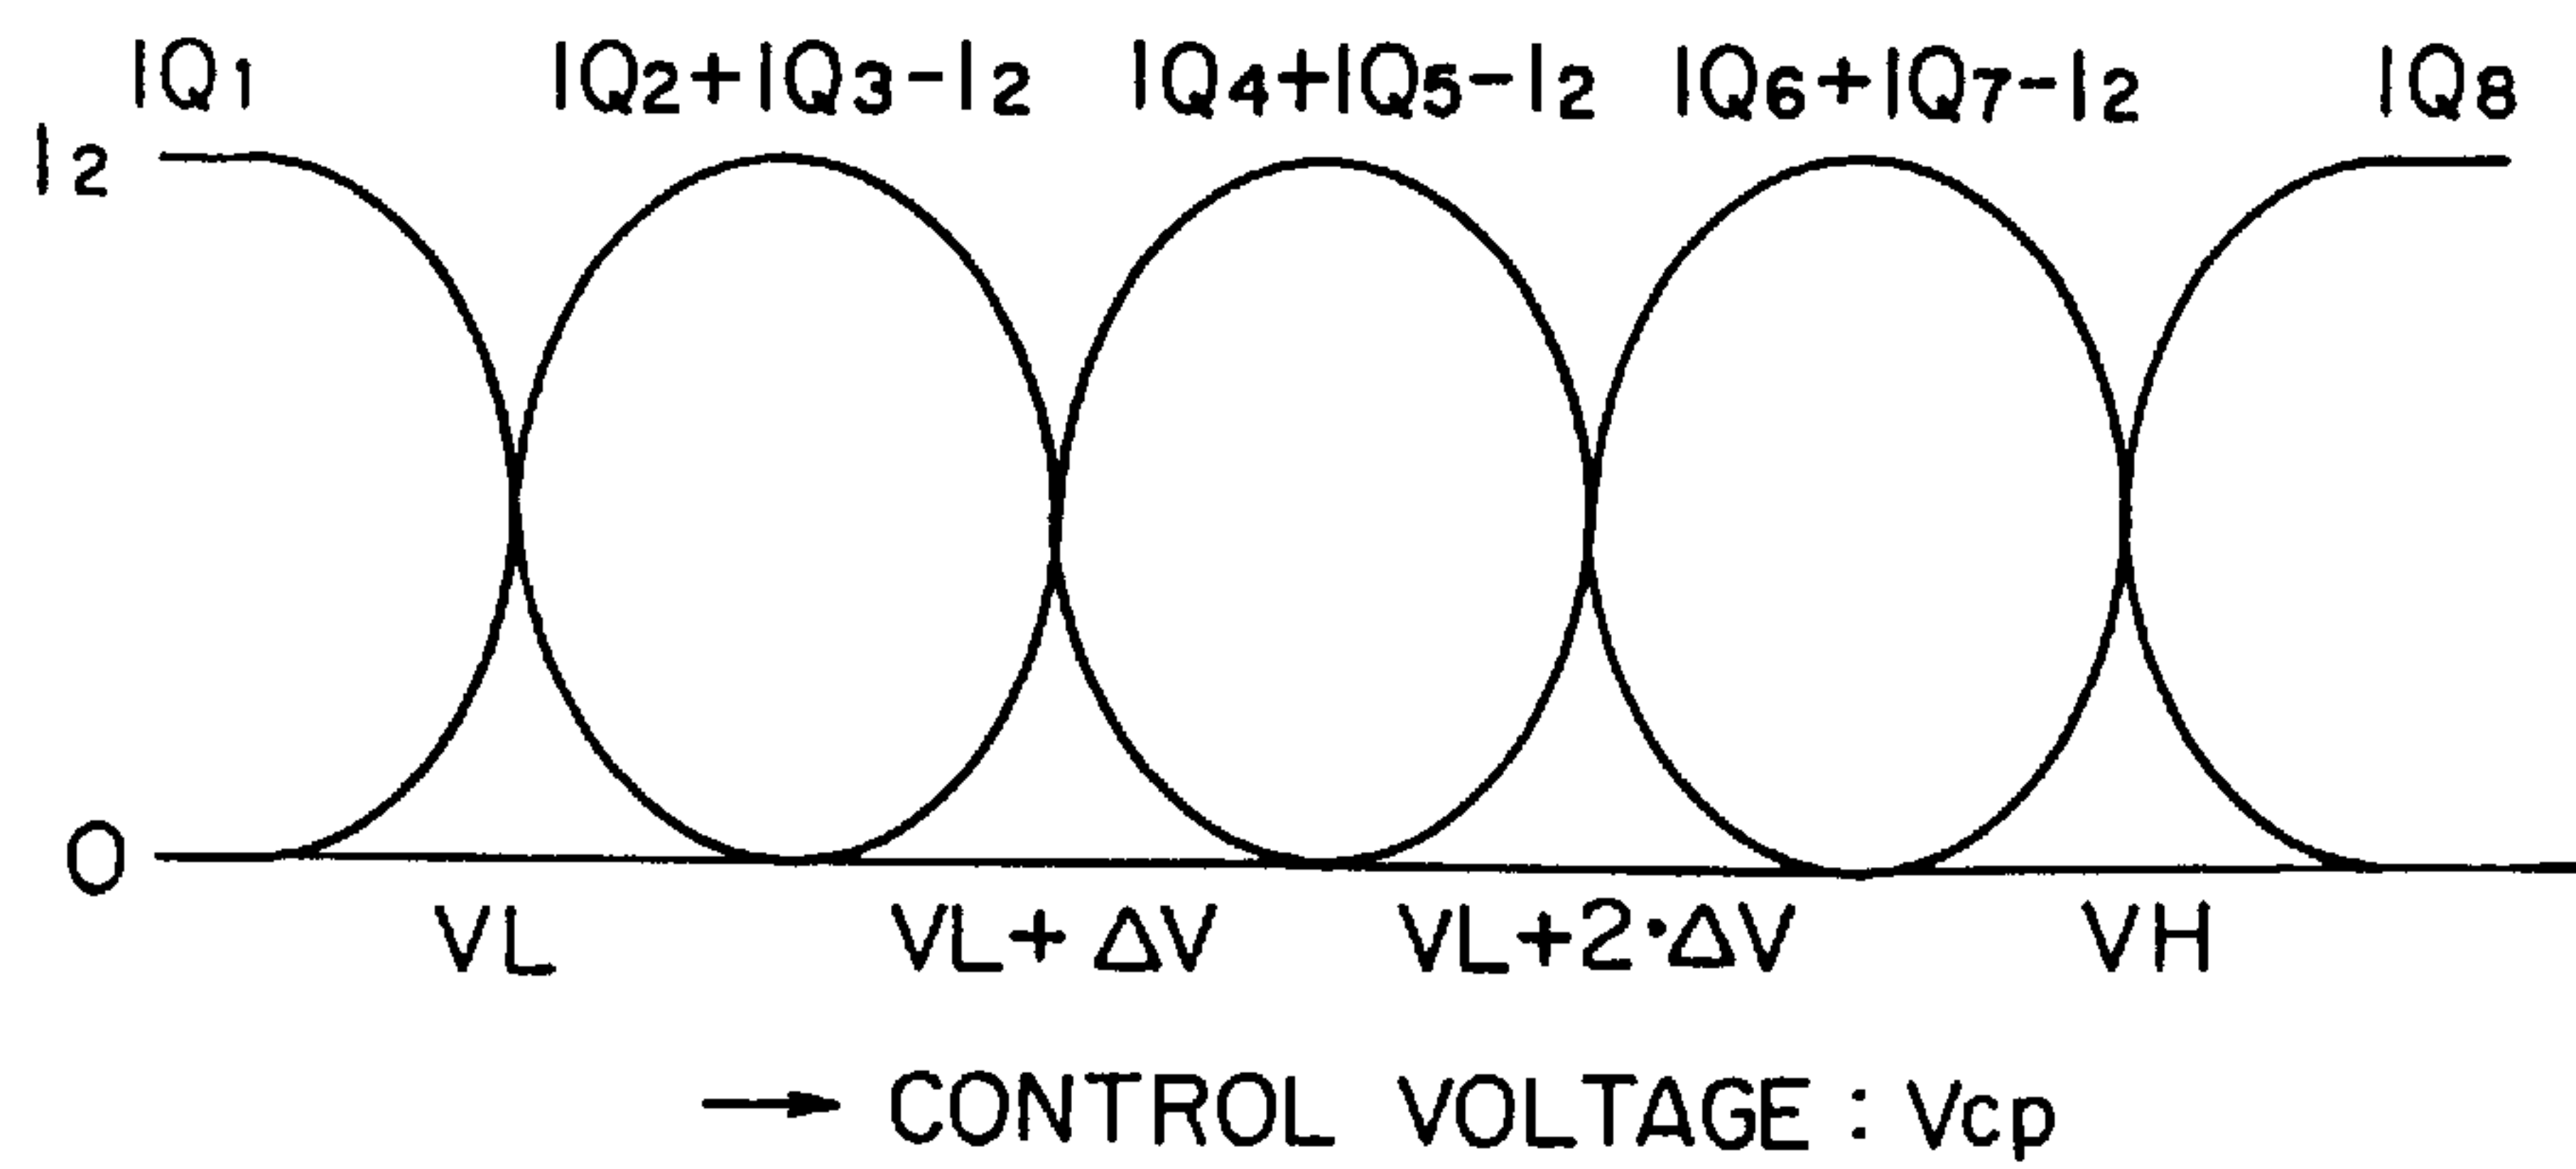 IQ1 IQ2+IQ3-I2 IQ4+IQ5-I2 IQ6+IQ7-I2 IQ8
I2
0
VL VL+ΔV VL+2·ΔV VH
→ CONTROL VOLTAGE : Vcp